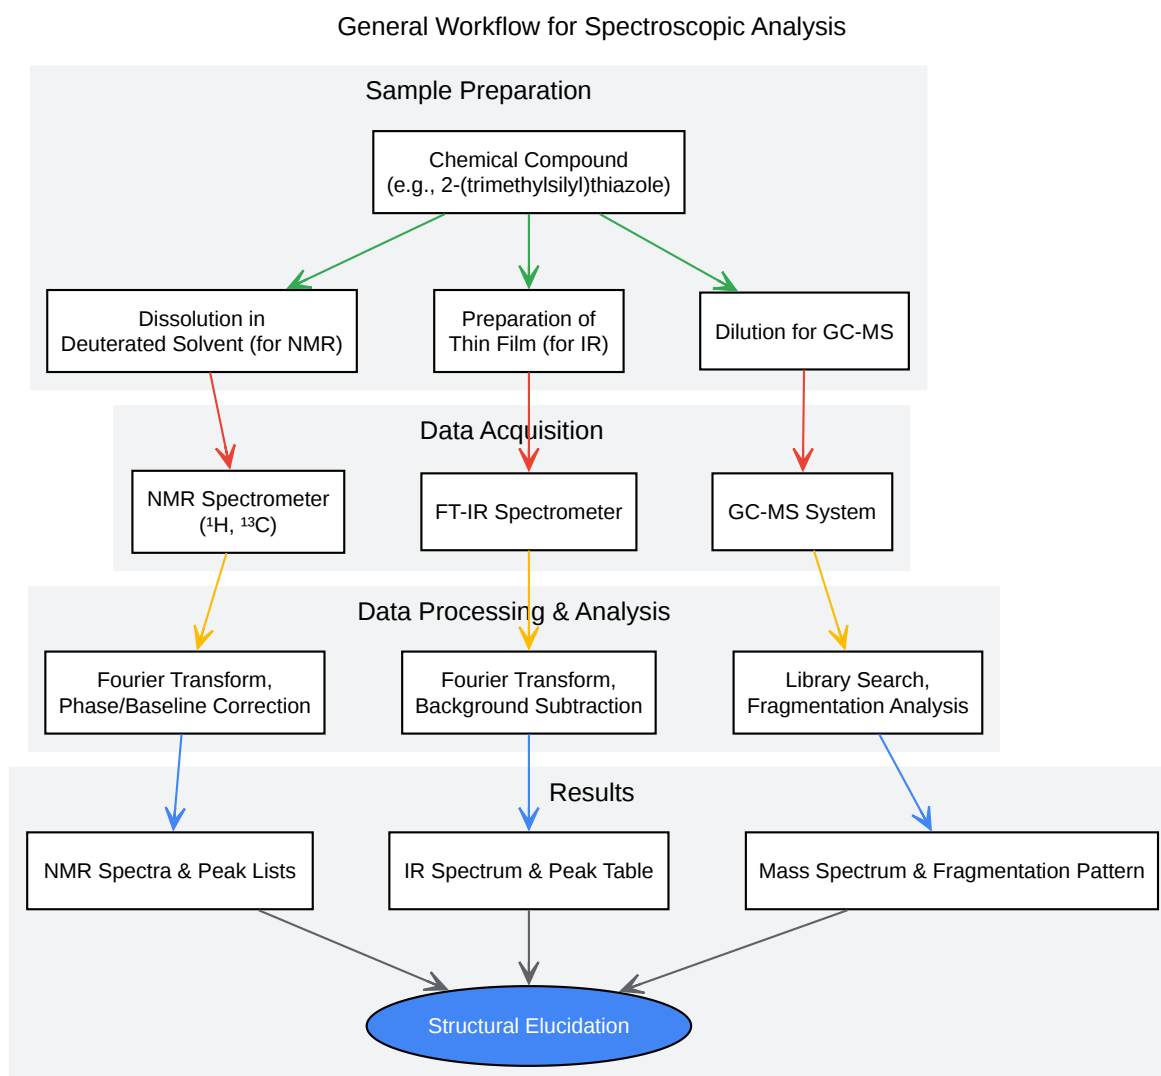 General Workflow for Spectroscopic Analysis
Sample Preparation
Chemical Compound
(e.g., 2-(trimethylsilyl)thiazole)
Dissolution in
Deuterated Solvent (for NMR)
Preparation of
Thin Film (for IR)
Dilution for GC-MS
Data Acquisition
NMR Spectrometer
(¹H, ¹³C)
FT-IR Spectrometer
GC-MS System
Data Processing & Analysis
Fourier Transform,
Phase/Baseline Correction
Fourier Transform,
Background Subtraction
Library Search,
Fragmentation Analysis
Results
NMR Spectra & Peak Lists
IR Spectrum & Peak Table
Mass Spectrum & Fragmentation Pattern
Structural Elucidation